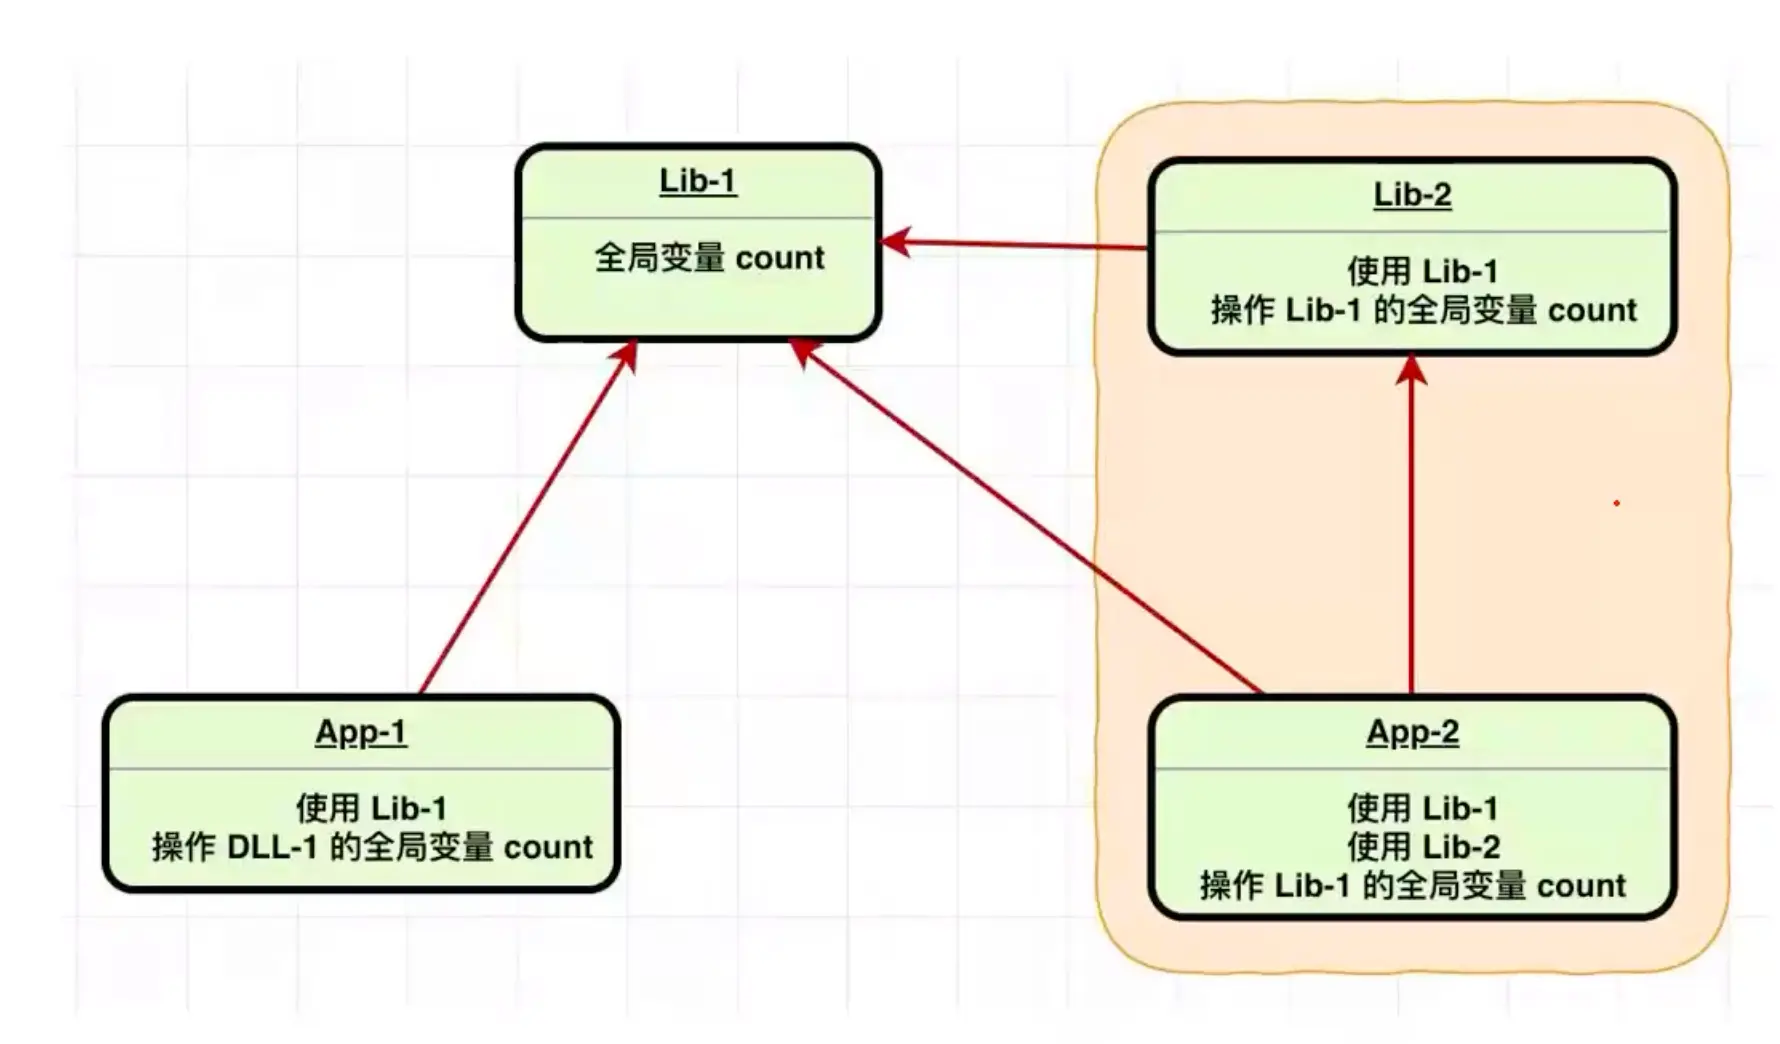 Lib-1
全局变量 count
Lib-2
使用 Lib-1
操作 Lib-1 的全局变量 count
App-1
使用 Lib-1
操作 DLL-1 的全局变量 count
App-2
使用 Lib-1
使用 Lib-2
操作 Lib-1 的全局变量 count